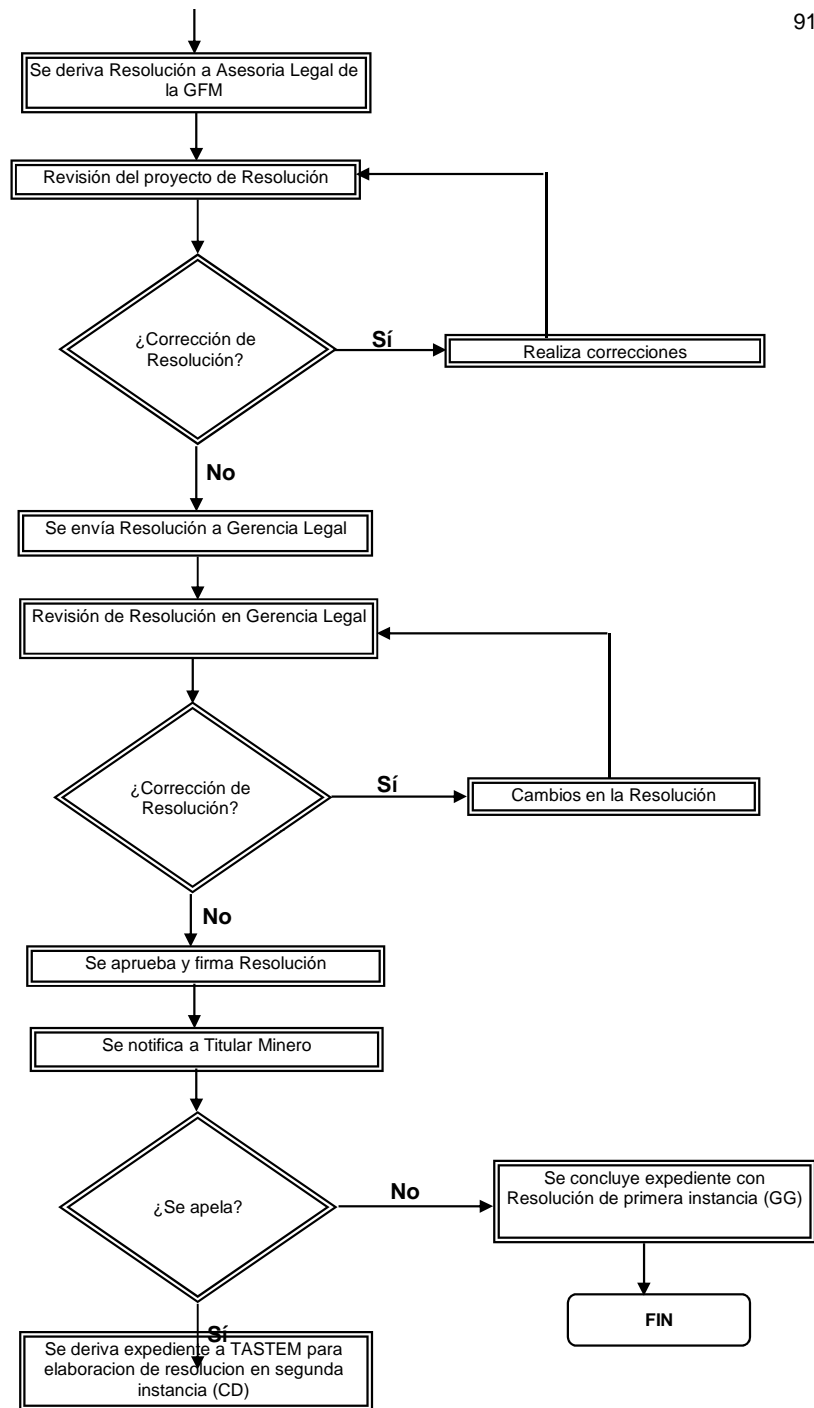 91
Se deriva Resolución a Asesoria Legal de
la GFM
Revisión del proyecto de Resolución
¿Corrección de
Resolución?
Sí
Realiza correcciones
No
Se envía Resolución a Gerencia Legal
Revisión de Resolución en Gerencia Legal
¿Corrección de
Resolución?
Sí
Cambios en la Resolución
No
Se aprueba y firma Resolución
Se notifica a Titular Minero
¿Se apela?
No
Se concluye expediente con
Resolución de primera instancia (GG)
FIN
Sí
Se deriva expediente a TASTEM para
elaboracion de resolucion en segunda
instancia (CD)